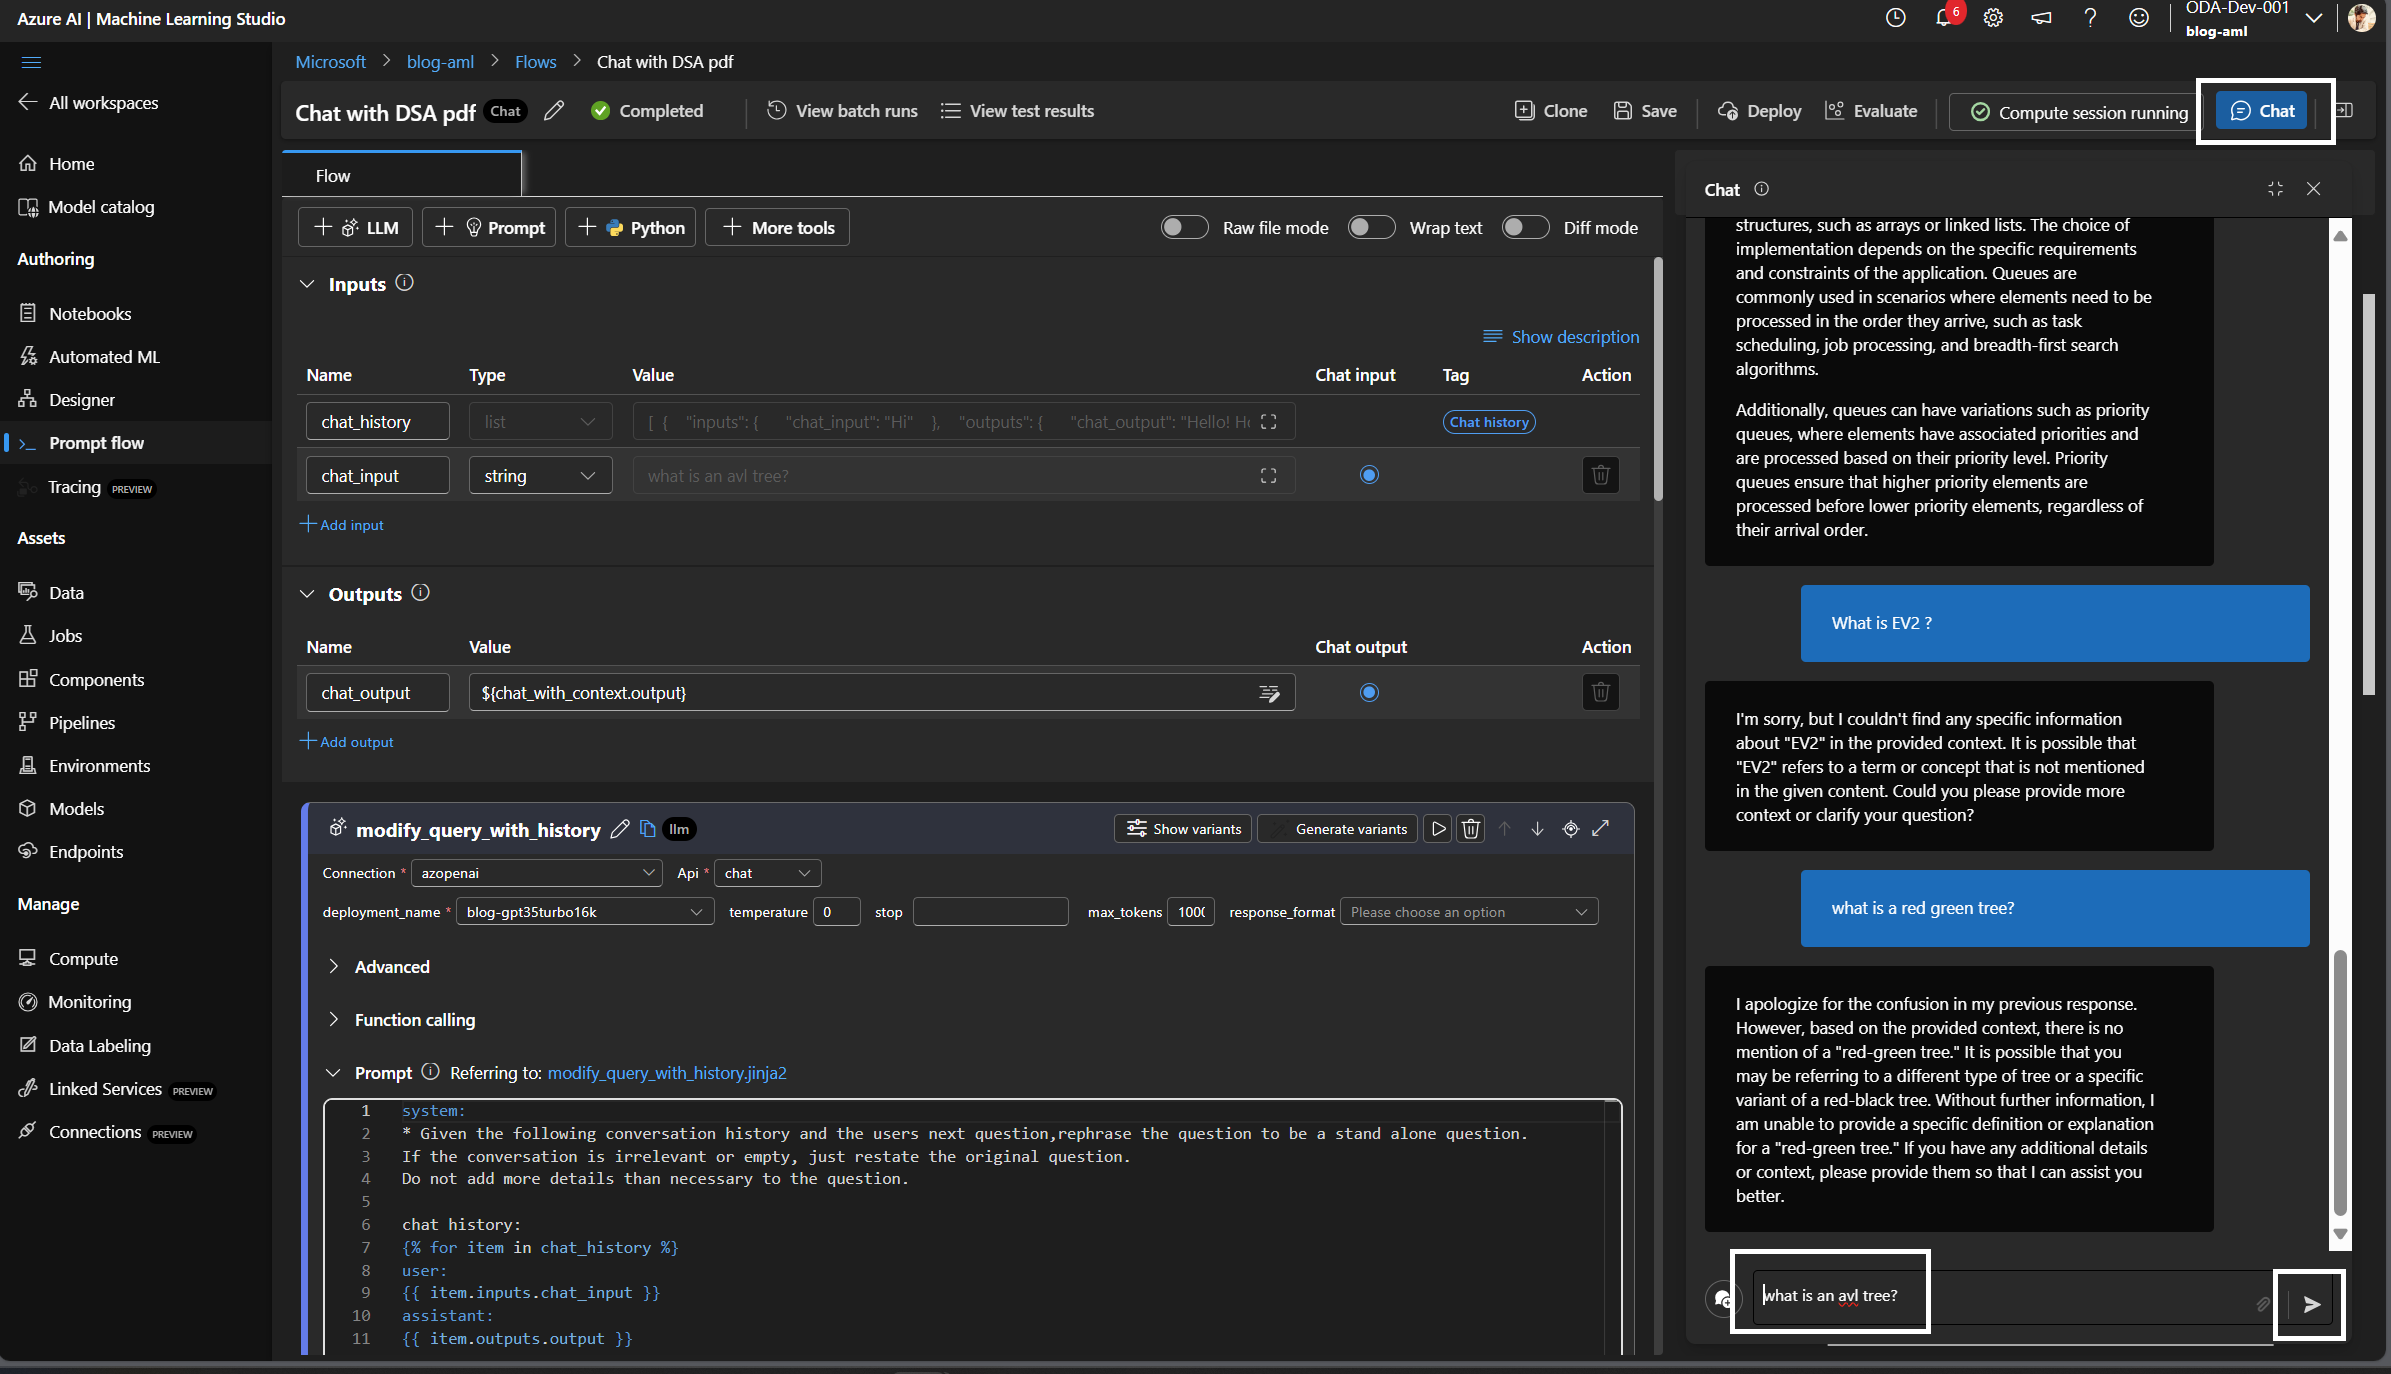 Azure AI | Machine Learning Studio
6
ODA-Dev-001
blog-aml
All workspaces
Home
Model catalog
Authoring
Notebooks
Automated ML
Designer
Prompt flow
Tracing PREVIEW
Assets
Data
Jobs
Components
Pipelines
Environments
Models
Endpoints
Manage
Compute
Monitoring
Data Labeling
Linked Services PREVIEW
Connections PREVIEW
Microsoft > blog-aml > Flows > Chat with DSA pdf
Chat with DSA pdf Chat Completed View batch runs View test results Clone Save Deploy Evaluate Compute session running Chat
Flow
LLM Prompt Python More tools Raw file mode Wrap text Diff mode
Inputs
Show description
Name Type Value Chat input Tag Action
chat_history list [ { "inputs": { "chat_input": "Hi" }, "outputs": { "chat_output": "Hello! Chat history
chat_input string what is an avl tree?
Add input
Outputs
Name Value Chat output Action
chat_output ${chat_with_context.output}
Add output
modify_query_with_history llm Show variants Generate variants
Connection * azopenai Api * chat
deployment_name * blog-gpt35turbo16k temperature 0 stop max_tokens 100 response_format Please choose an option
Advanced
Function calling
Prompt Referring to: modify_query_with_history.jinja2
1 system:
2 * Given the following conversation history and the users next question,rephrase the question to be a stand alone question.
3 If the conversation is irrelevant or empty, just restate the original question.
4 Do not add more details than necessary to the question.
5
6 chat history:
7 {% for item in chat_history %}
8 user:
9 {{ item.inputs.chat_input }}
10 assistant:
11 {{ item.outputs.output }}
Chat
structures, such as arrays or linked lists. The choice of
implementation depends on the specific requirements
and constraints of the application. Queues are
commonly used in scenarios where elements need to be
processed in the order they arrive, such as task
scheduling, job processing, and breadth-first search
algorithms.
Additionally, queues can have variations such as priority
queues, where elements have associated priorities and
are processed based on their priority level. Priority
queues ensure that higher priority elements are
processed before lower priority elements, regardless of
their arrival order.
What is EV2 ?
I'm sorry, but I couldn't find any specific information
about "EV2" in the provided context. It is possible that
"EV2" refers to a term or concept that is not mentioned
in the given content. Could you please provide more
context or clarify your question?
what is a red green tree?
I apologize for the confusion in my previous response.
However, based on the provided context, there is no
mention of a "red-green tree." It is possible that you
may be referring to a different type of tree or a specific
variant of a red-black tree. Without further information, I
am unable to provide a specific definition or explanation
for a "red-green tree." If you have any additional details
or context, please provide them so that I can assist you
better.
what is an avl tree?